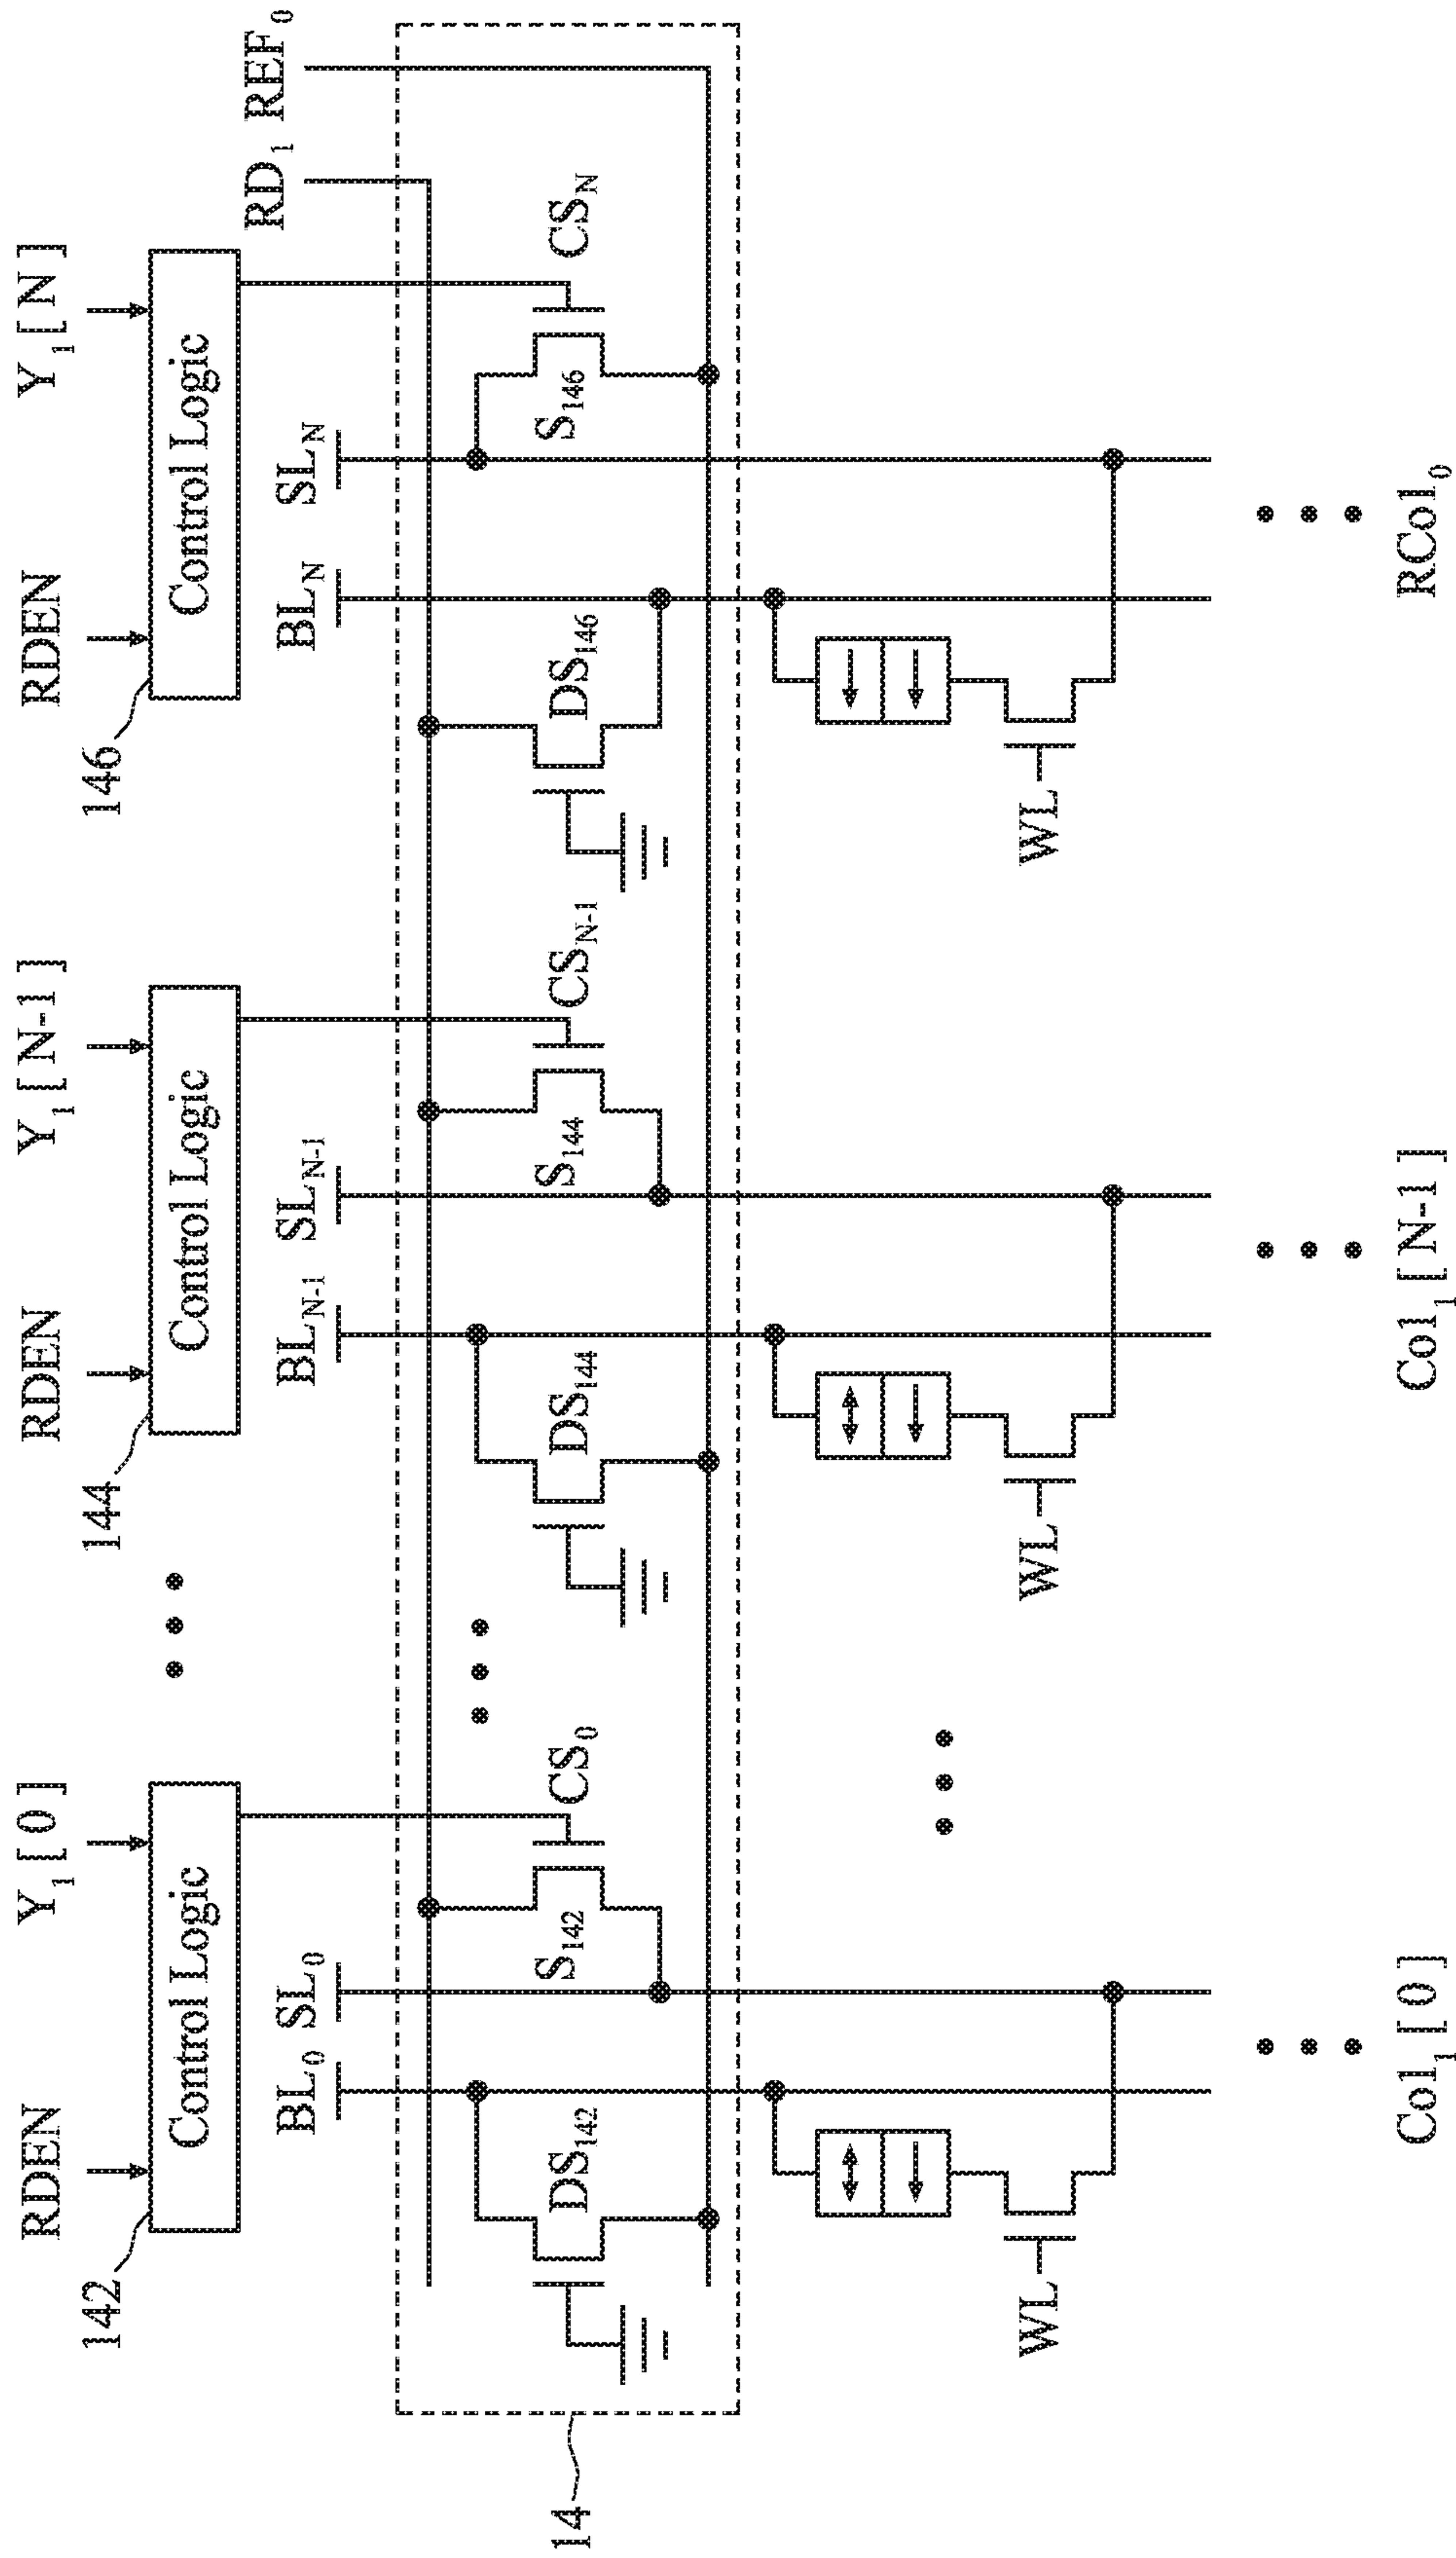 RDEN Y1[ 0 ] RDEN Y1[ N-1 ] RDEN Y1[ N ]
142 Control Logic 144 Control Logic 146 Control Logic
RD1 REF0
BL0 SL0 BLN-1 SLN-1 BLN SLN
14 DS142 S142 CS0 DS144 S144 CSN-1 DS146 S146 CSN
WL WL WL
Col1 [ 0 ] Col1 [ N-1 ] RCol0